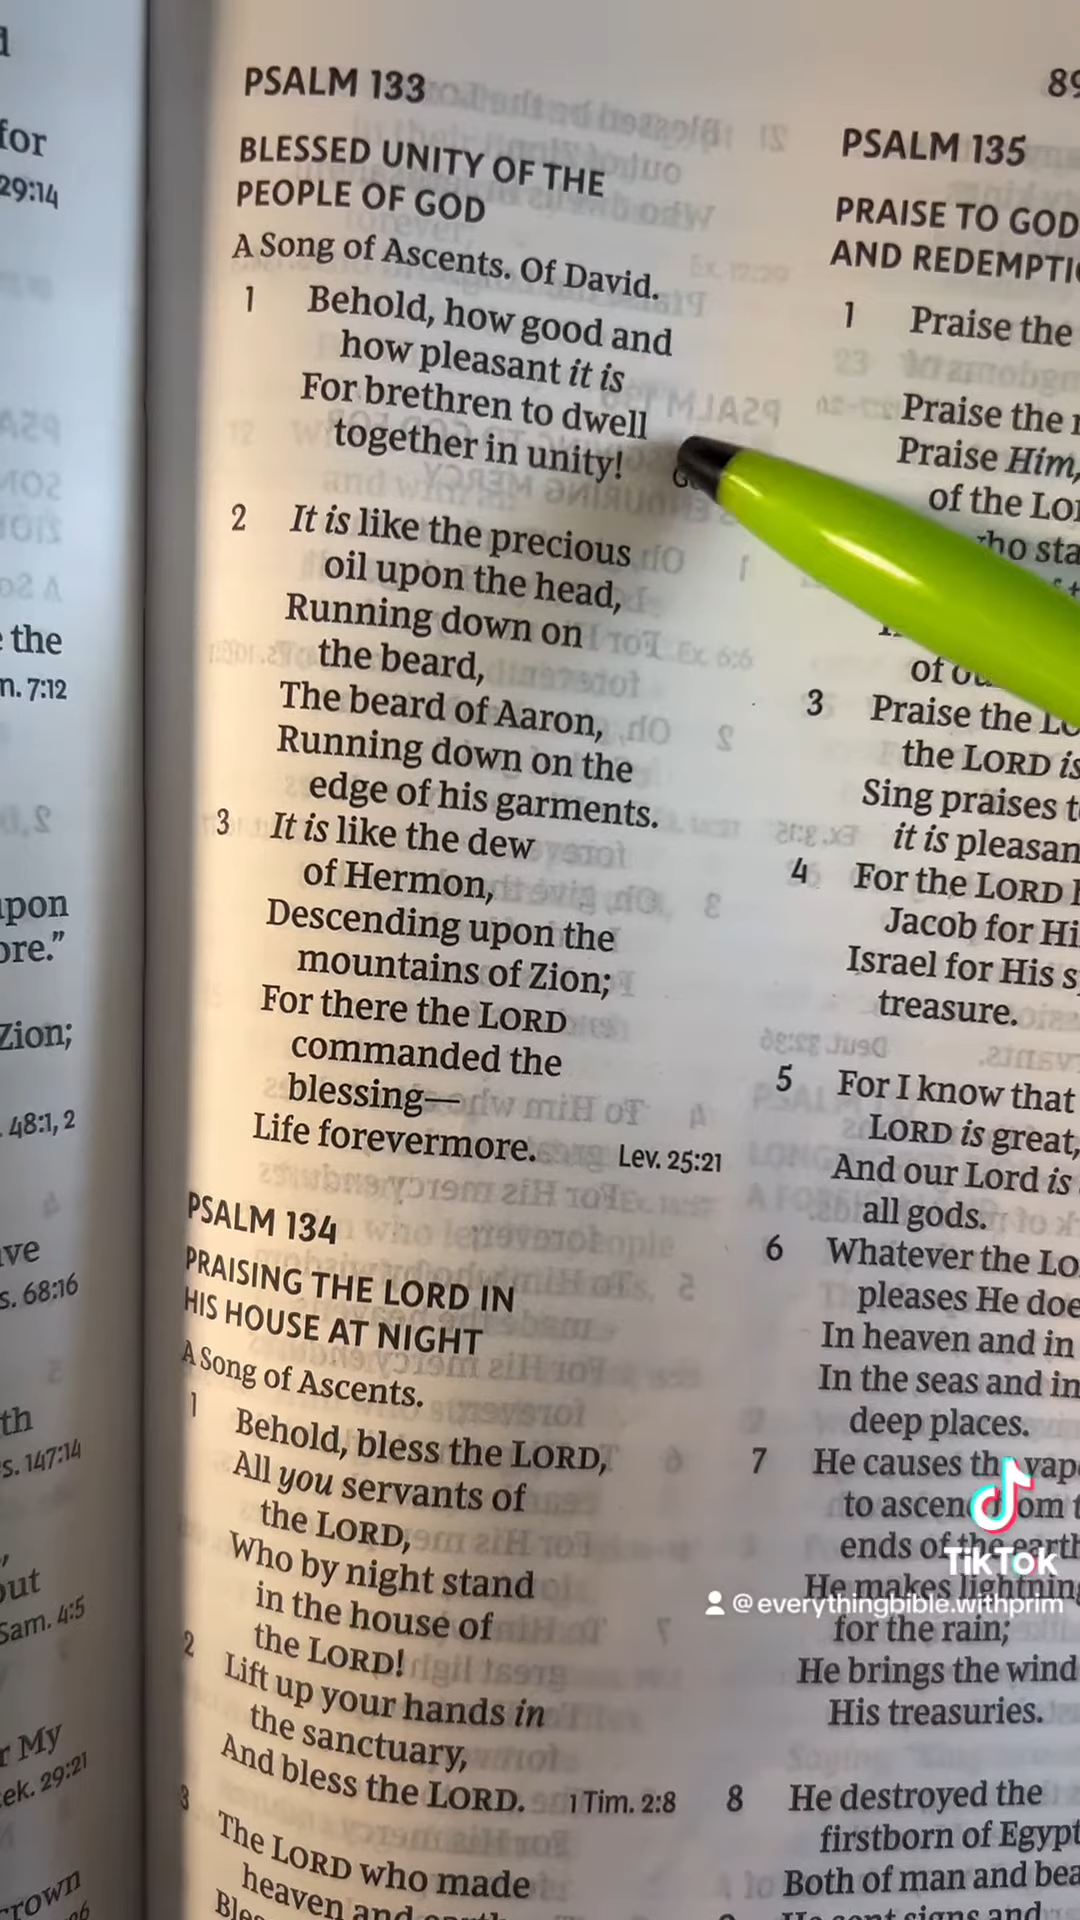 for
29:14
the
n. 7:12
upon
ore."
Zion;
48:1, 2
s. 68:16
th
s. 147:14
out
Sam. 4:5
My
ek. 29:21
crown
PSALM 133
BLESSED UNITY OF THE
PEOPLE OF GOD
A Song of Ascents. Of David.
1 Behold, how good and
how pleasant it is
For brethren to dwell
together in unity!
2 It is like the precious
oil upon the head,
Running down on
the beard,
The beard of Aaron,
Running down on the
edge of his garments.
3 It is like the dew
of Hermon,
Descending upon the
mountains of Zion;
For there the LORD
commanded the
blessing—
Life forevermore. Lev. 25:21
PSALM 134
PRAISING THE LORD IN
HIS HOUSE AT NIGHT
A Song of Ascents.
1 Behold, bless the LORD,
All you servants of
the LORD,
Who by night stand
in the house of
the LORD!
2 Lift up your hands in
the sanctuary,
And bless the LORD. 1 Tim. 2:8
3 The LORD who made
heaven and
89
PSALM 135
PRAISE TO GOD
AND REDEMPTI
1 Praise the
Praise the
Praise Him,
of the Lo
who sta
of
3 Praise the LO
the LORD is
Sing praises t
it is pleasan
4 For the LORD
Jacob for Hi
Israel for His s
treasure.
5 For I know that
LORD is great,
And our Lord is
all gods.
6 Whatever the LO
pleases He doe
In heaven and in
In the seas and in
deep places.
7 He causes the vap
to ascend from t
ends of the earth
He makes lightning
for the rain;
He brings the wind
His treasuries.
8 He destroyed the
firstborn of Egypt
Both of man and bea
TikTok
@everythingbible.withprim